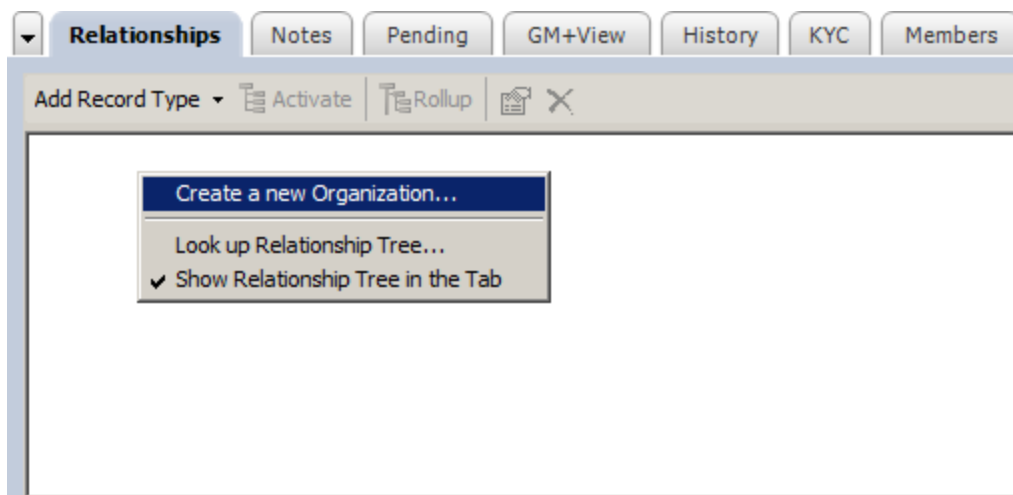 Relationships Notes Pending GM+View History KYC Members
Add Record Type Activate Rollup
Create a new Organization...
Look up Relationship Tree...
Show Relationship Tree in the Tab